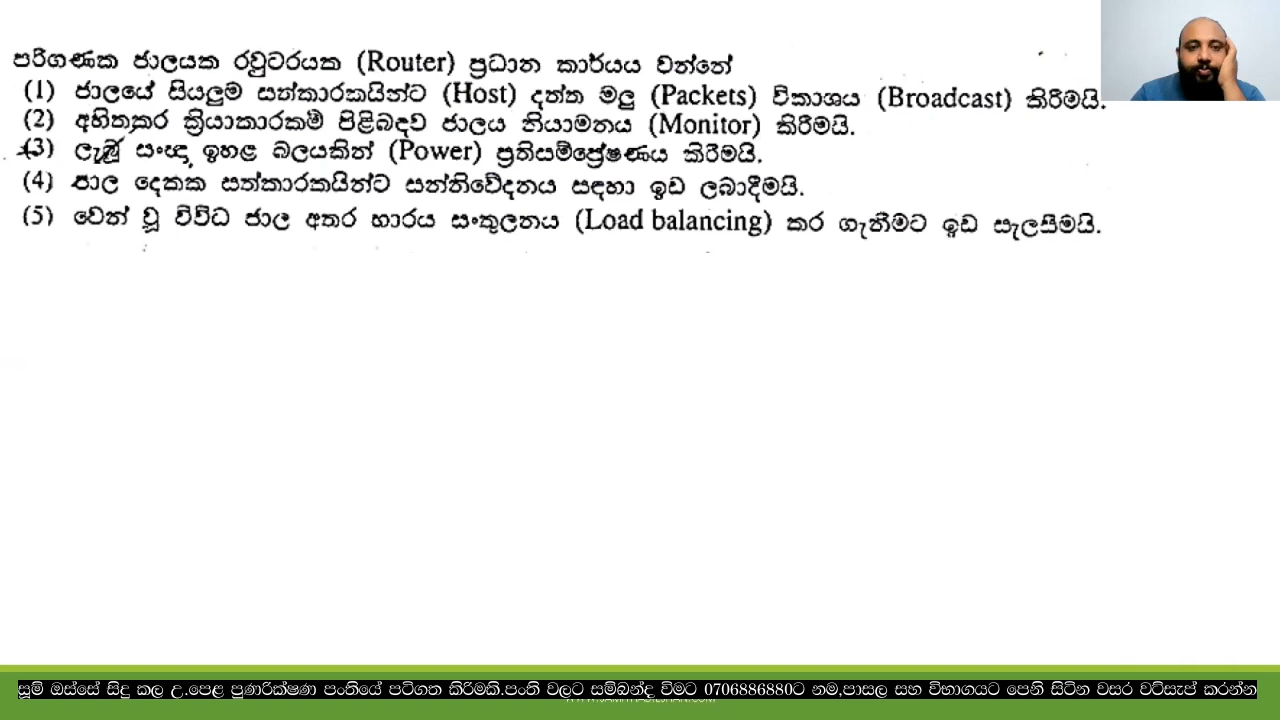 පරිගණක ජාලයක රවුටරයක (Router) ප්‍රධාන කාර්යය වන්නේ
(1) ජාලයේ සියලුම සත්කාරකයින්ට (Host) දත්ත මලු (Packets) විකාශය (Broadcast) කිරීමයි.
(2) අහිතකර ක්‍රියාකාරකම් පිළිබදව ජාලය නියාමනය (Monitor) කිරීමයි.
(3) ලැබූ සංඥා ඉහළ බලයකින් (Power) ප්‍රතිසම්ප්‍රේෂණය කිරීමයි.
(4) ජාල දෙකක සත්කාරකයින්ට සන්නිවේදනය සඳහා ඉඩ ලබාදීමයි.
(5) වෙන් වූ විවිධ ජාල අතර භාරය සංතුලනය (Load balancing) කර ගැනීමට ඉඩ සැලසීමයි.
සූම් ඔස්සේ සිදු කල උ.පෙළ පුණරීක්ෂණ පංතියේ පටිගත කිරීමකි.පංති වලට සම්බන්ද වීමට 0706886880ට නම,පාසල සහ විභාගයට පෙනී සිටින වසර වට්සැප් කරන්න